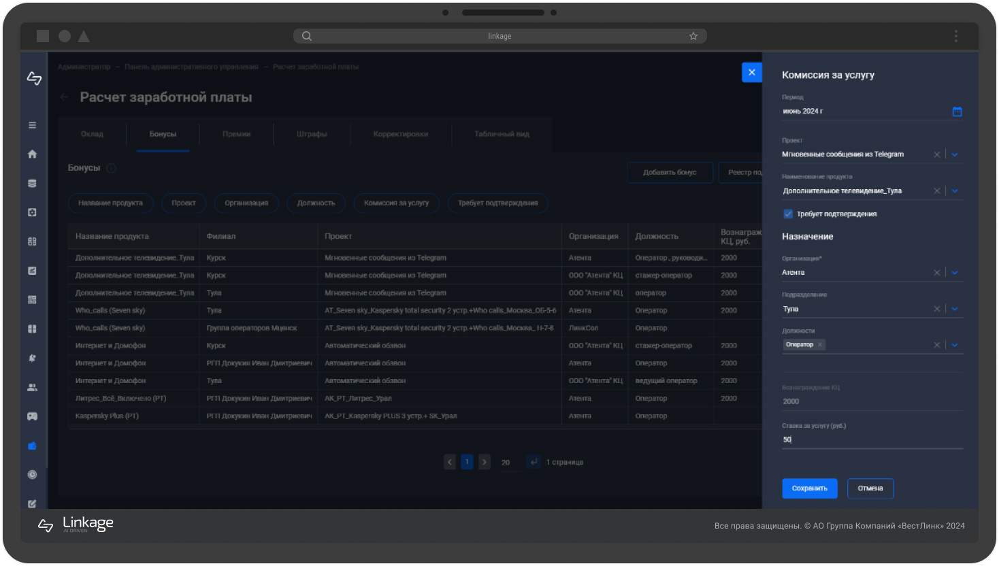 linkage
Администратор – Панель административного управления – Расчет заработной платы
Расчет заработной платы
Оклад
Бонусы
Премии
Штрафы
Корректировки
Табличный вид
Бонусы
Добавить бонус
Реестр по
Название продукта
Проект
Организация
Должность
Комиссия за услугу
Требует подтверждения
Название продукта Филиал Проект Организация Должность Вознаграж
КЦ, руб.
Дополнительное телевидение_Тула Курск Мгновенные сообщения из Telegram Атента Оператор , руководи... 2000
Дополнительное телевидение_Тула Курск Мгновенные сообщения из Telegram ООО "Атента" КЦ стажер-оператор 2000
Дополнительное телевидение_Тула Тула Мгновенные сообщения из Telegram ООО "Атента" КЦ оператор 2000
Who_calls (Seven sky) Тула AT_Seven sky_Kaspersky total security 2 устр.+Who calls_Москва_ОБ-5-6 Атента Оператор 2000
Who_calls (Seven sky) Группа операторов Мценск AT_Seven sky_Kaspersky total security 2 устр.+Who calls_Москва_ Н-7-8 ЛинкСол Оператор
Интернет и Домофон Курск Автоматический обзвон ООО "Атента" КЦ стажер-оператор 2000
Интернет и Домофон РГП Докукин Иван Дмитриевич Автоматический обзвон Атента Оператор 2000
Интернет и Домофон Тула Автоматический обзвон ООО "Атента" КЦ ведущий оператор 2000
Литрес_Всё_Включено (РТ) РГП Докукин Иван Дмитриевич АК_РТ_Литрес_Урал Атента Оператор 2000
Kaspersky Plus (РТ) РГП Докукин Иван Дмитриевич АК_РТ_Kaspersky PLUS 3 устр.+ SK_Урал Атента Оператор
1
20
1 страница
Комиссия за услугу
Период
июнь 2024 г
Проект
Мгновенные сообщения из Telegram
Наименование продукта
Дополнительное телевидение_Тула
Требует подтверждения
Назначение
Организация*
Атента
Подразделение
Тула
Должности
Оператор
Вознаграждение КЦ
2000
Ставка за услугу (руб.)
50
Сохранить
Отмена
Linkage
AI DRIVEN
Все права защищены. © АО Группа Компаний «ВестЛинк» 2024